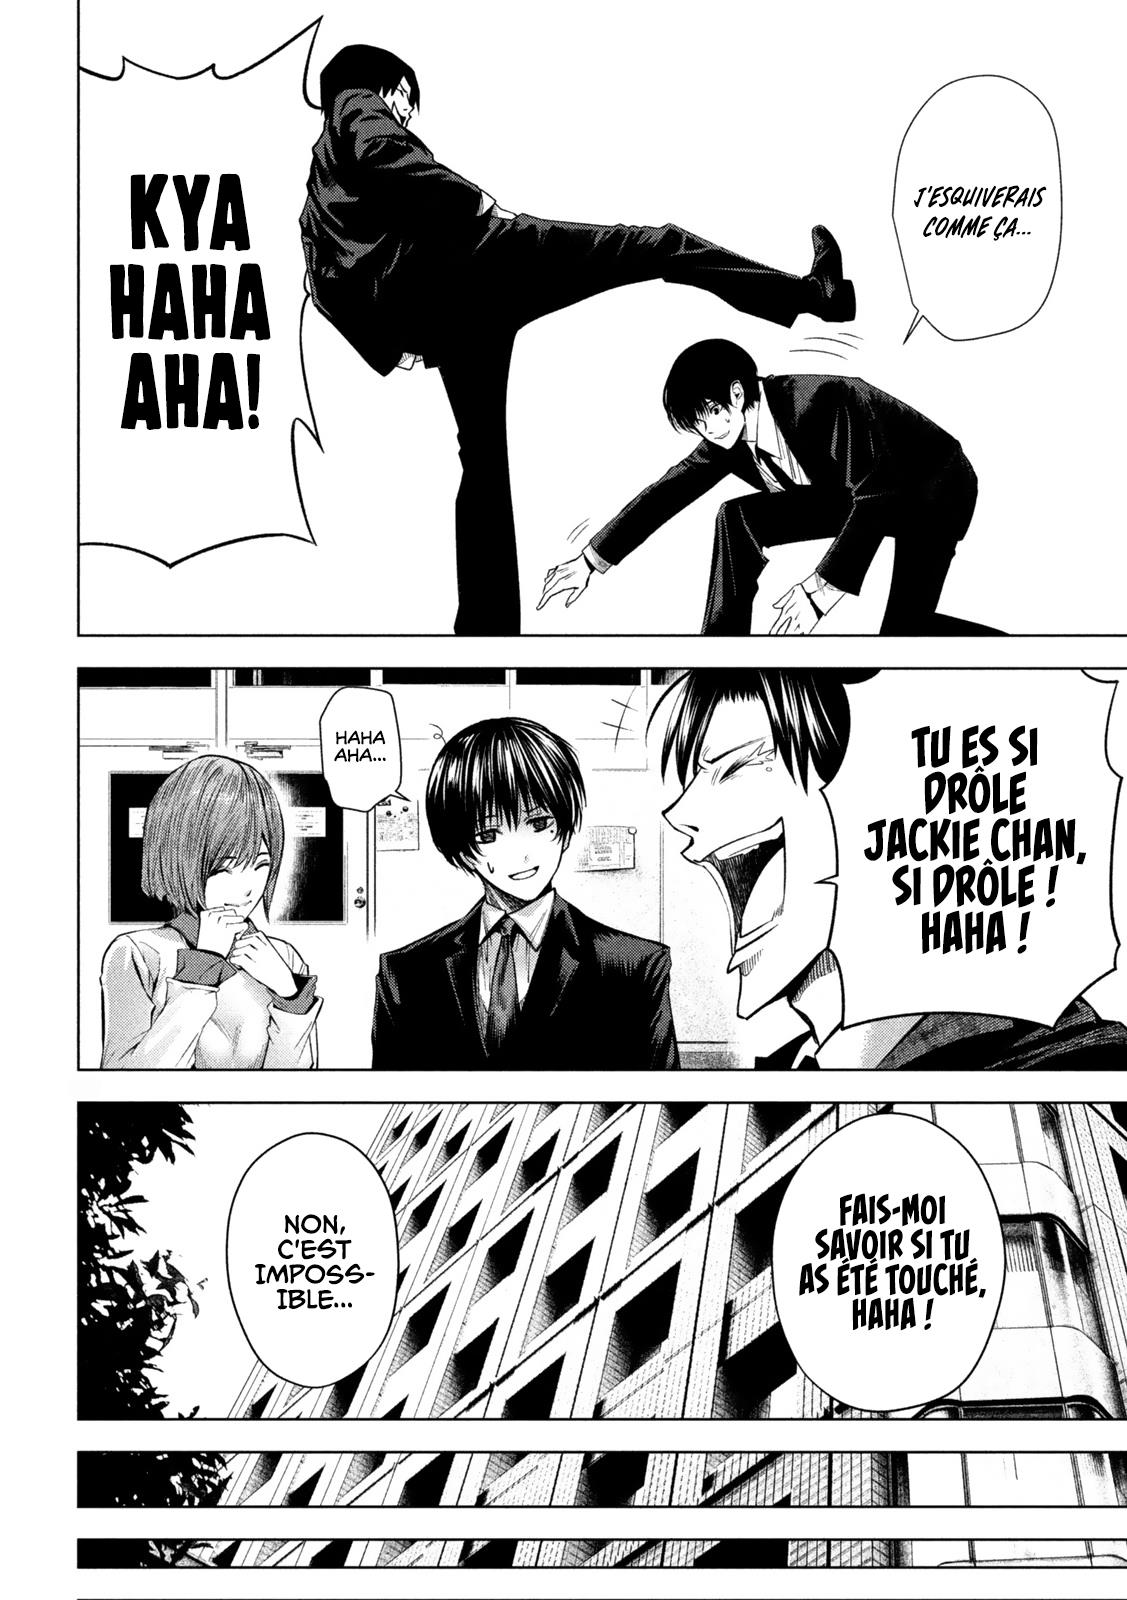 J'ESQUIVERAIS
COMME ÇA...
KYA
HAHA
AHA!
TU ES SI
DRÔLE
JACKIE CHAN,
SI DRÔLE !
HAHA !
HAHA
AHA...
FAIS-MOI
SAVOIR SI TU
AS ÉTÉ TOUCHÉ,
HAHA !
NON,
C'EST
IMPOSS-
IBLE...